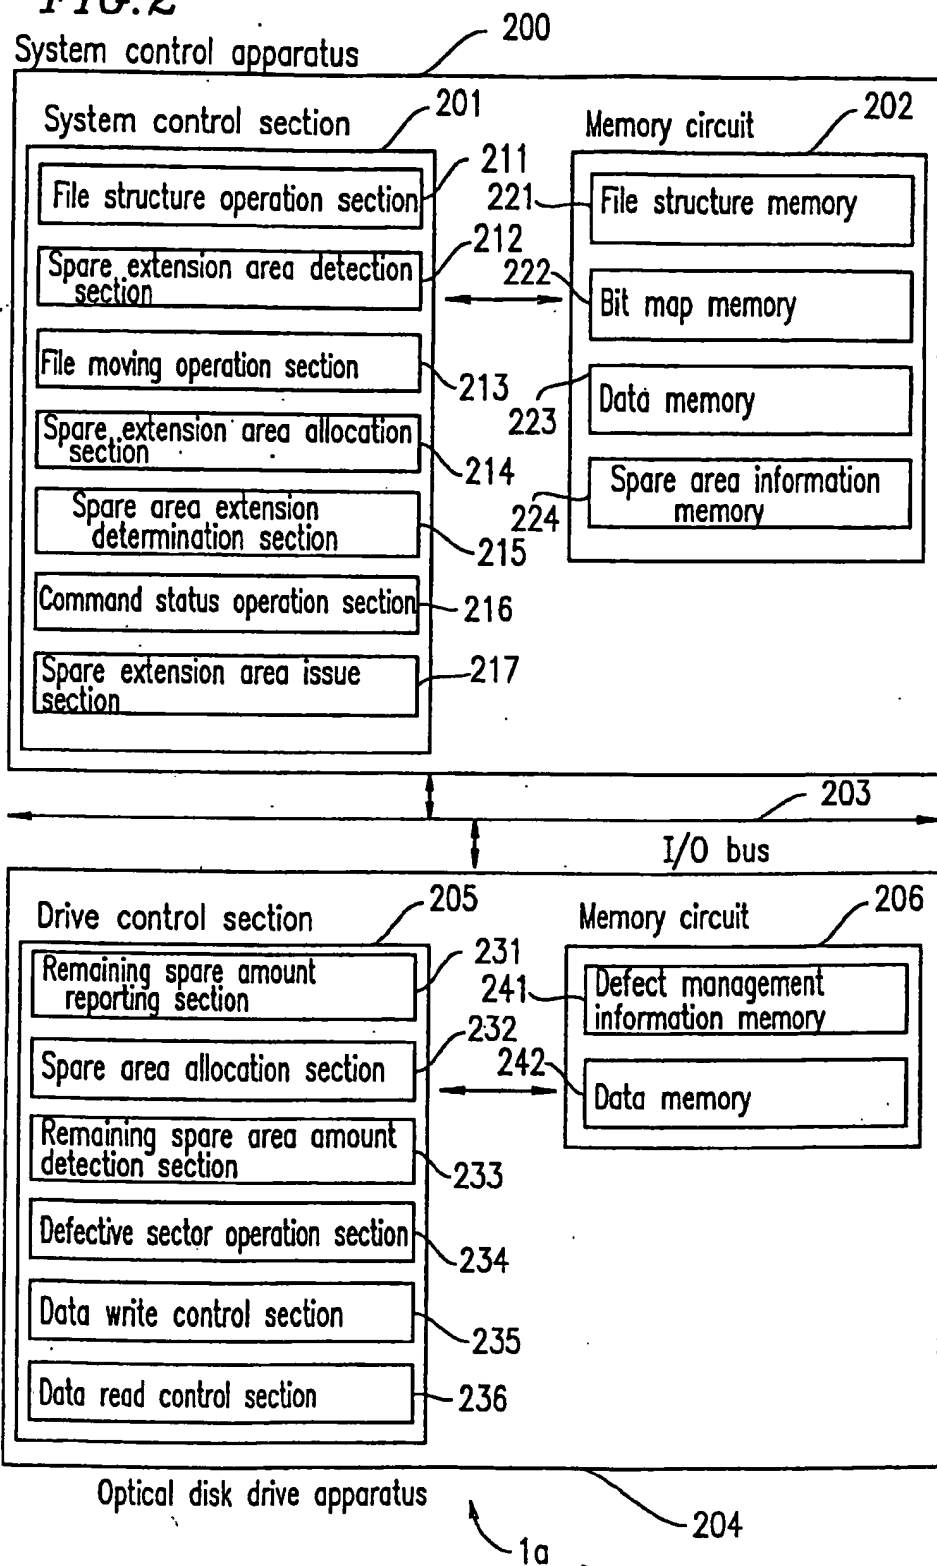 FIG.2
200
System control apparatus
201
System control section
202
Memory circuit
211
File structure operation section
221
File structure memory
212
Spare extension area detection
section
222
Bit map memory
File moving operation section
213
223
Data memory
Spare extension area allocation
section
214
Spare area information
memory
224
Spare area extension
determination section
215
Command status operation section
216
Spare extension area issue
section
217
203
I/O bus
205
Drive control section
206
Memory circuit
231
Remaining spare amount
reporting section
241
Defect management
information memory
232
Spare area allocation section
242
Data memory
Remaining spare area amount
detection section
233
Defective sector operation section
234
Data write control section
235
Data read control section
236
Optical disk drive apparatus
204
1a